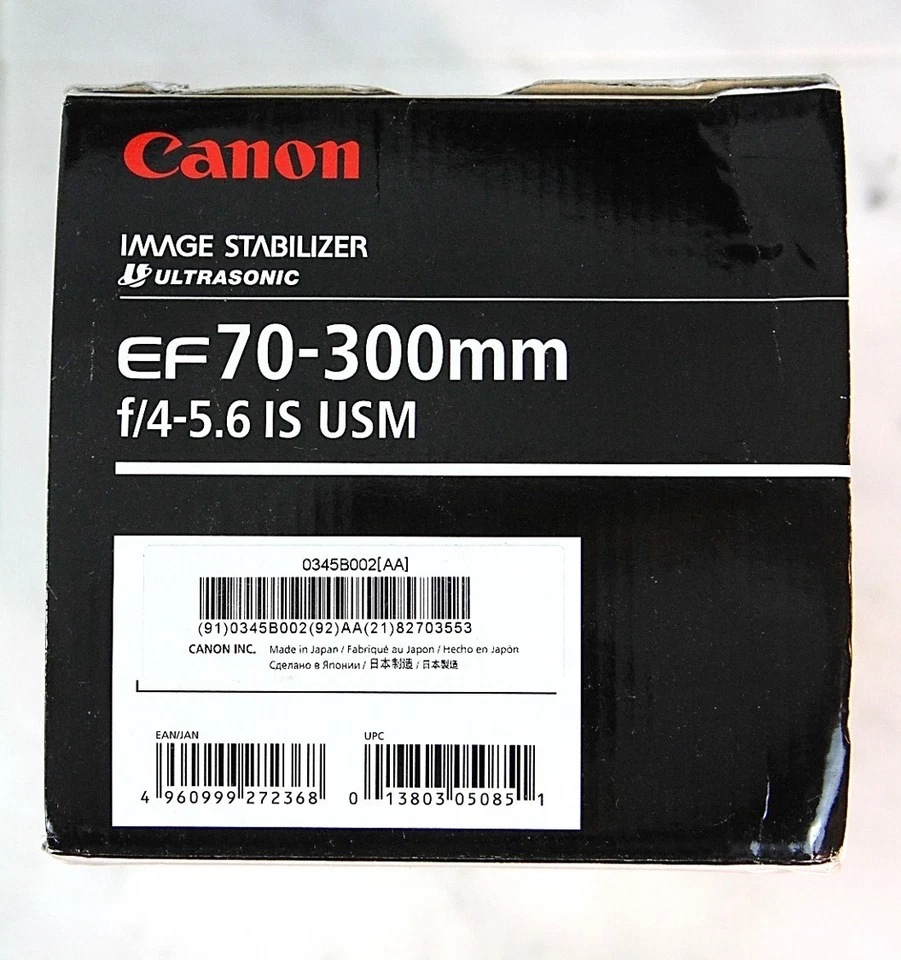 Canon
IMAGE STABILIZER
ULTRASONIC
EF70-300mm
f/4-5.6 IS USM
0345B002[AA]
(91)0345B002(92)AA(21)82703553
CANON INC. Made in Japan / Fabriqué au Japon / Hecho en Japón
Сделано в Японии / 日本制造 / 日本製造
EAN/JAN UPC
4 960999 272368 0 13803 05085 1